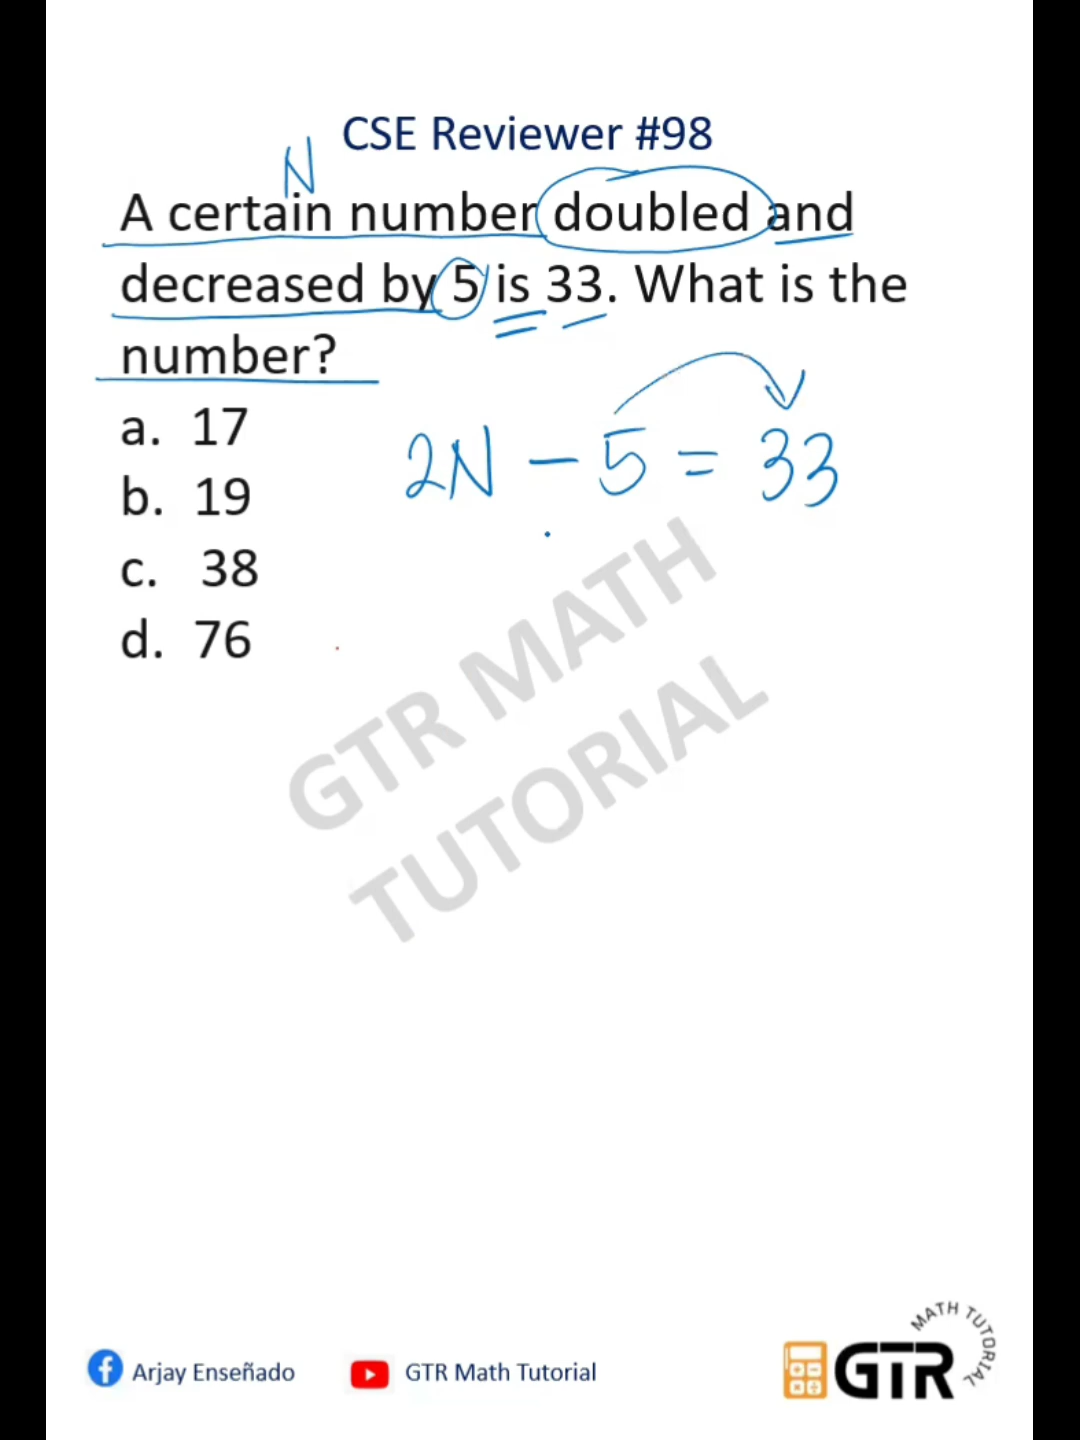 CSE Reviewer #98
N
A certain number doubled and
decreased by 5 is 33. What is the
number?
a. 17
2N - 5 = 33
b. 19
c. 38
d. 76
GTR MATH
TUTORIAL
Arjay Enseñado
GTR Math Tutorial
GTR
MATH TUTORIAL